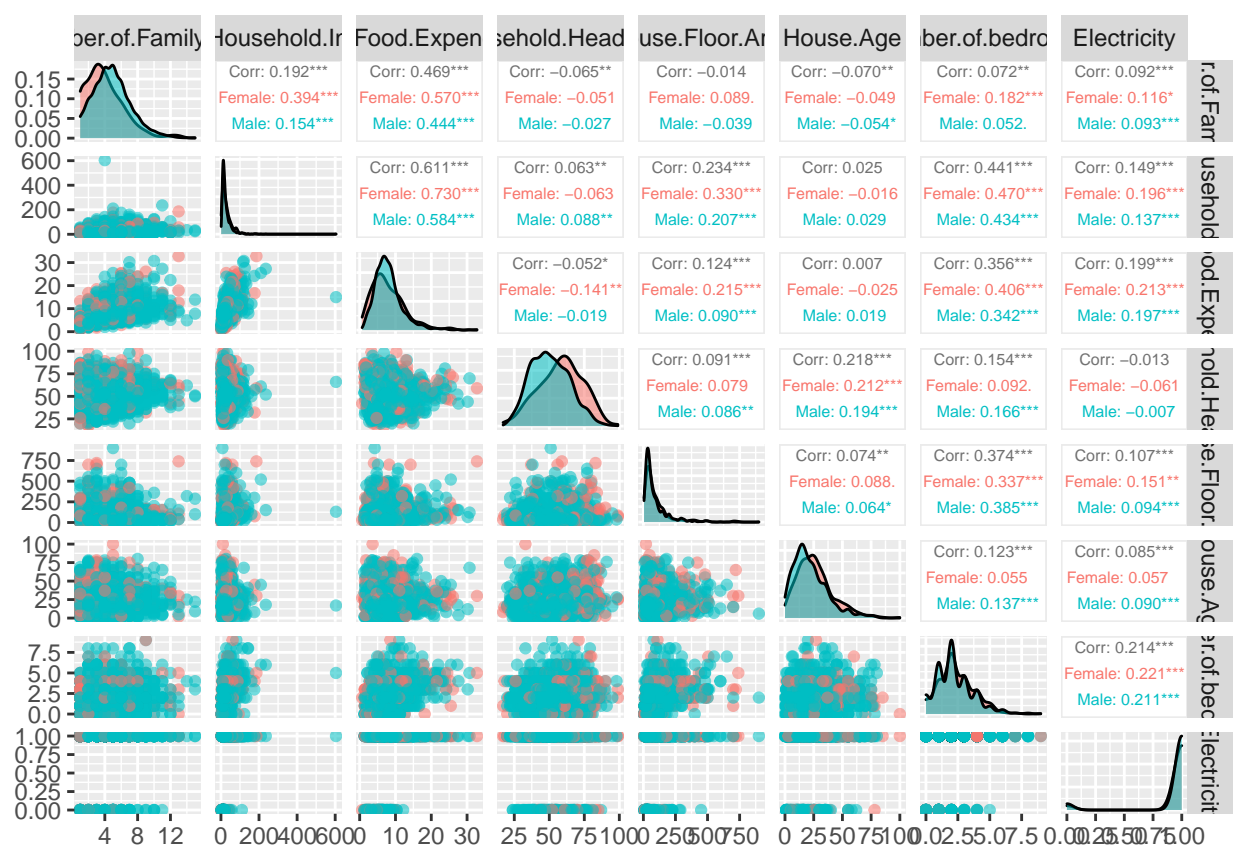 ber.of.Family Household.In Food.Expen sehold.Head use.Floor.Ar House.Age ber.of.bedro Electricity
0.15 Corr: 0.192*** Corr: 0.469*** Corr: −0.065** Corr: −0.014 Corr: −0.070** Corr: 0.072** Corr: 0.092***
0.10 Female: 0.394*** Female: 0.570*** Female: −0.051 Female: 0.089. Female: −0.049 Female: 0.182*** Female: 0.116*
0.05 Male: 0.154*** Male: 0.444*** Male: −0.027 Male: −0.039 Male: −0.054* Male: 0.052. Male: 0.093***
0.00
r.of.Fam
600 Corr: 0.611*** Corr: 0.063** Corr: 0.234*** Corr: 0.025 Corr: 0.441*** Corr: 0.149***
400 Female: 0.730*** Female: −0.063 Female: 0.330*** Female: −0.016 Female: 0.470*** Female: 0.196***
200 Male: 0.584*** Male: 0.088** Male: 0.207*** Male: 0.029 Male: 0.434*** Male: 0.137***
0
usehold
30 Corr: −0.052* Corr: 0.124*** Corr: 0.007 Corr: 0.356*** Corr: 0.199***
20 Female: −0.141** Female: 0.215*** Female: −0.025 Female: 0.406*** Female: 0.213***
10 Male: −0.019 Male: 0.090*** Male: 0.019 Male: 0.342*** Male: 0.197***
0
od.Expe
100 Corr: 0.091*** Corr: 0.218*** Corr: 0.154*** Corr: −0.013
75 Female: 0.079 Female: 0.212*** Female: 0.092. Female: −0.061
50 Male: 0.086** Male: 0.194*** Male: 0.166*** Male: −0.007
25
hold.Hea
750 Corr: 0.074** Corr: 0.374*** Corr: 0.107***
500 Female: 0.088. Female: 0.337*** Female: 0.151**
250 Male: 0.064* Male: 0.385*** Male: 0.094***
0
se.Floor.
100 Corr: 0.123*** Corr: 0.085***
75 Female: 0.055 Female: 0.057
50 Male: 0.137*** Male: 0.090***
25
0
ouse.Ag
7.5 Corr: 0.214***
5.0 Female: 0.221***
2.5 Male: 0.211***
0.0
er.of.bed
1.00
0.75
0.50
0.25
0.00
Electricit
4 8 12 0 200 400 600 0 10 20 30 25 50 75 100 0 250 500 750 0 25 50 75 100 0.0 2.5 5.0 7.5 0.00 0.25 0.50 0.75 1.00